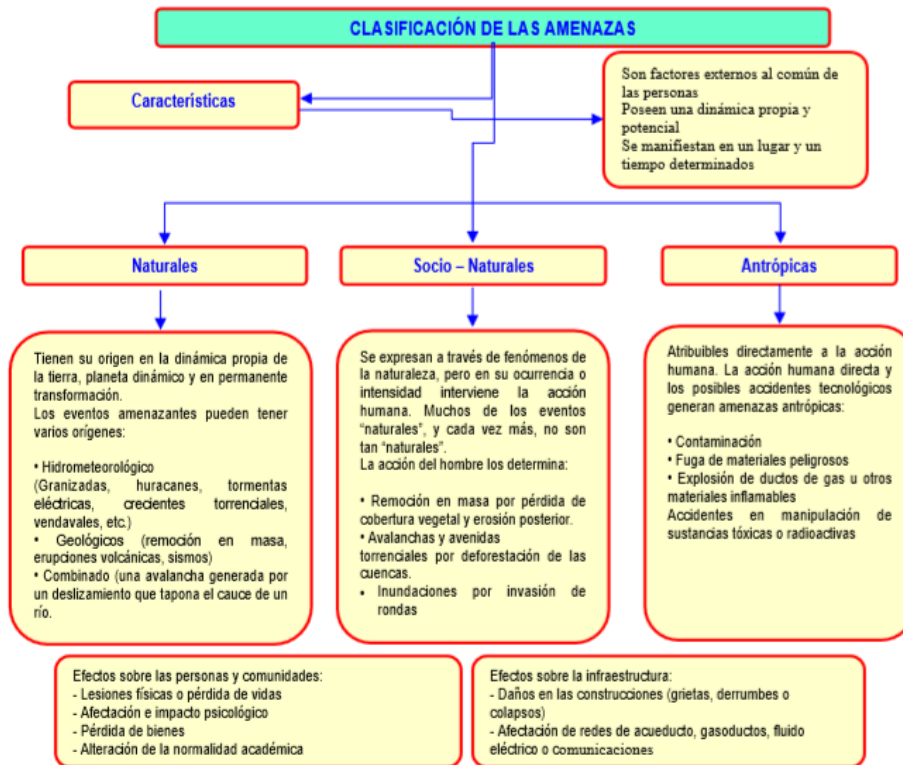 CLASIFICACIÓN DE LAS AMENAZAS
Características
Son factores externos al común de
las personas
Poseen una dinámica propia y
potencial
Se manifiestan en un lugar y un
tiempo determinados
Naturales
Tienen su origen en la dinámica propia de
la tierra, planeta dinámico y en permanente
transformación.
Los eventos amenazantes pueden tener
varios orígenes:
• Hidrometeorológico
(Granizadas, huracanes, tormentas
eléctricas, crecientes torrenciales,
vendavales, etc.)
• Geológicos (remoción en masa,
erupciones volcánicas, sismos)
• Combinado (una avalancha generada por
un deslizamiento que tapona el cauce de un
río.
Socio – Naturales
Se expresan a través de fenómenos de
la naturaleza, pero en su ocurrencia o
intensidad interviene la acción
humana. Muchos de los eventos
“naturales”, y cada vez más, no son
tan “naturales”.
La acción del hombre los determina:
• Remoción en masa por pérdida de
cobertura vegetal y erosión posterior.
• Avalanchas y avenidas
torrenciales por deforestación de las
cuencas.
• Inundaciones por invasión de
rondas
Antrópicas
Atribuibles directamente a la acción
humana. La acción humana directa y
los posibles accidentes tecnológicos
generan amenazas antrópicas:
• Contaminación
• Fuga de materiales peligrosos
• Explosión de ductos de gas u otros
materiales inflamables
Accidentes en manipulación de
sustancias tóxicas o radioactivas
Efectos sobre las personas y comunidades:
- Lesiones físicas o pérdida de vidas
- Afectación e impacto psicológico
- Pérdida de bienes
- Alteración de la normalidad académica
Efectos sobre la infraestructura:
- Daños en las construcciones (grietas, derrumbes o
colapsos)
- Afectación de redes de acueducto, gasoductos, fluido
eléctrico o comunicaciones